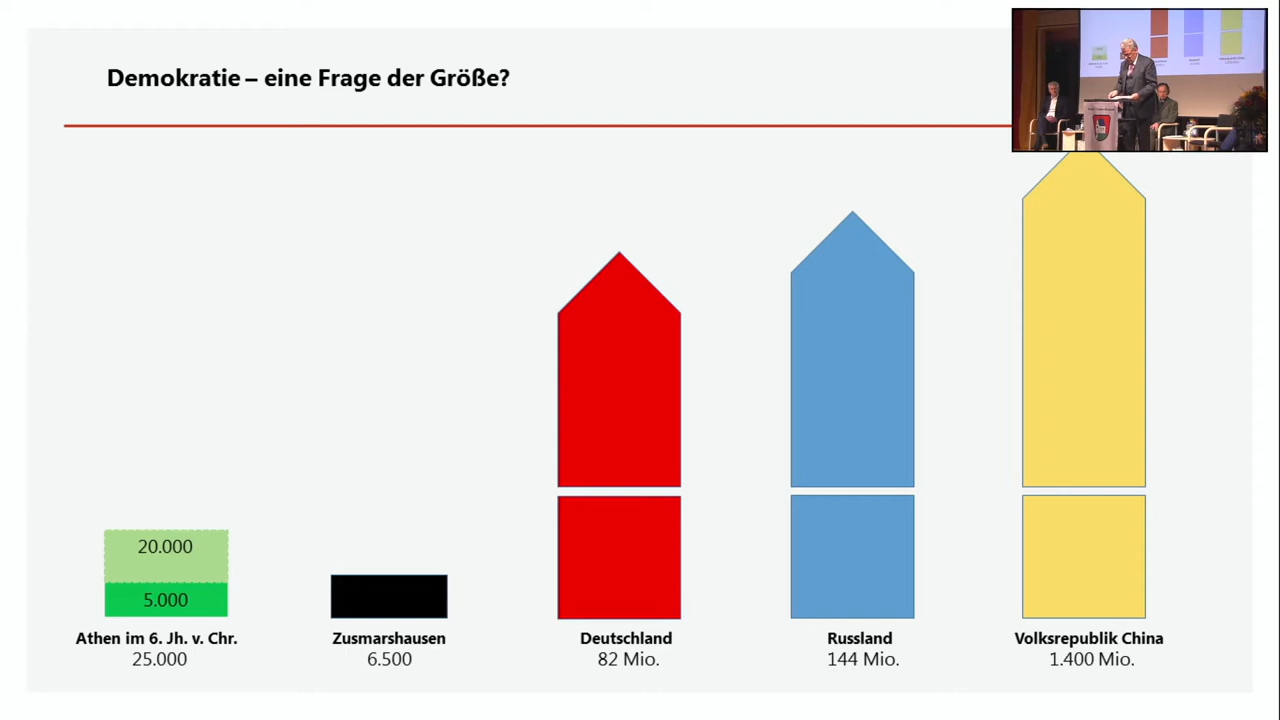 Demokratie – eine Frage der Größe?
20.000
5.000
Athen im 6. Jh. v. Chr.
25.000
Zusmarshausen
6.500
Deutschland
82 Mio.
Russland
144 Mio.
Volksrepublik China
1.400 Mio.